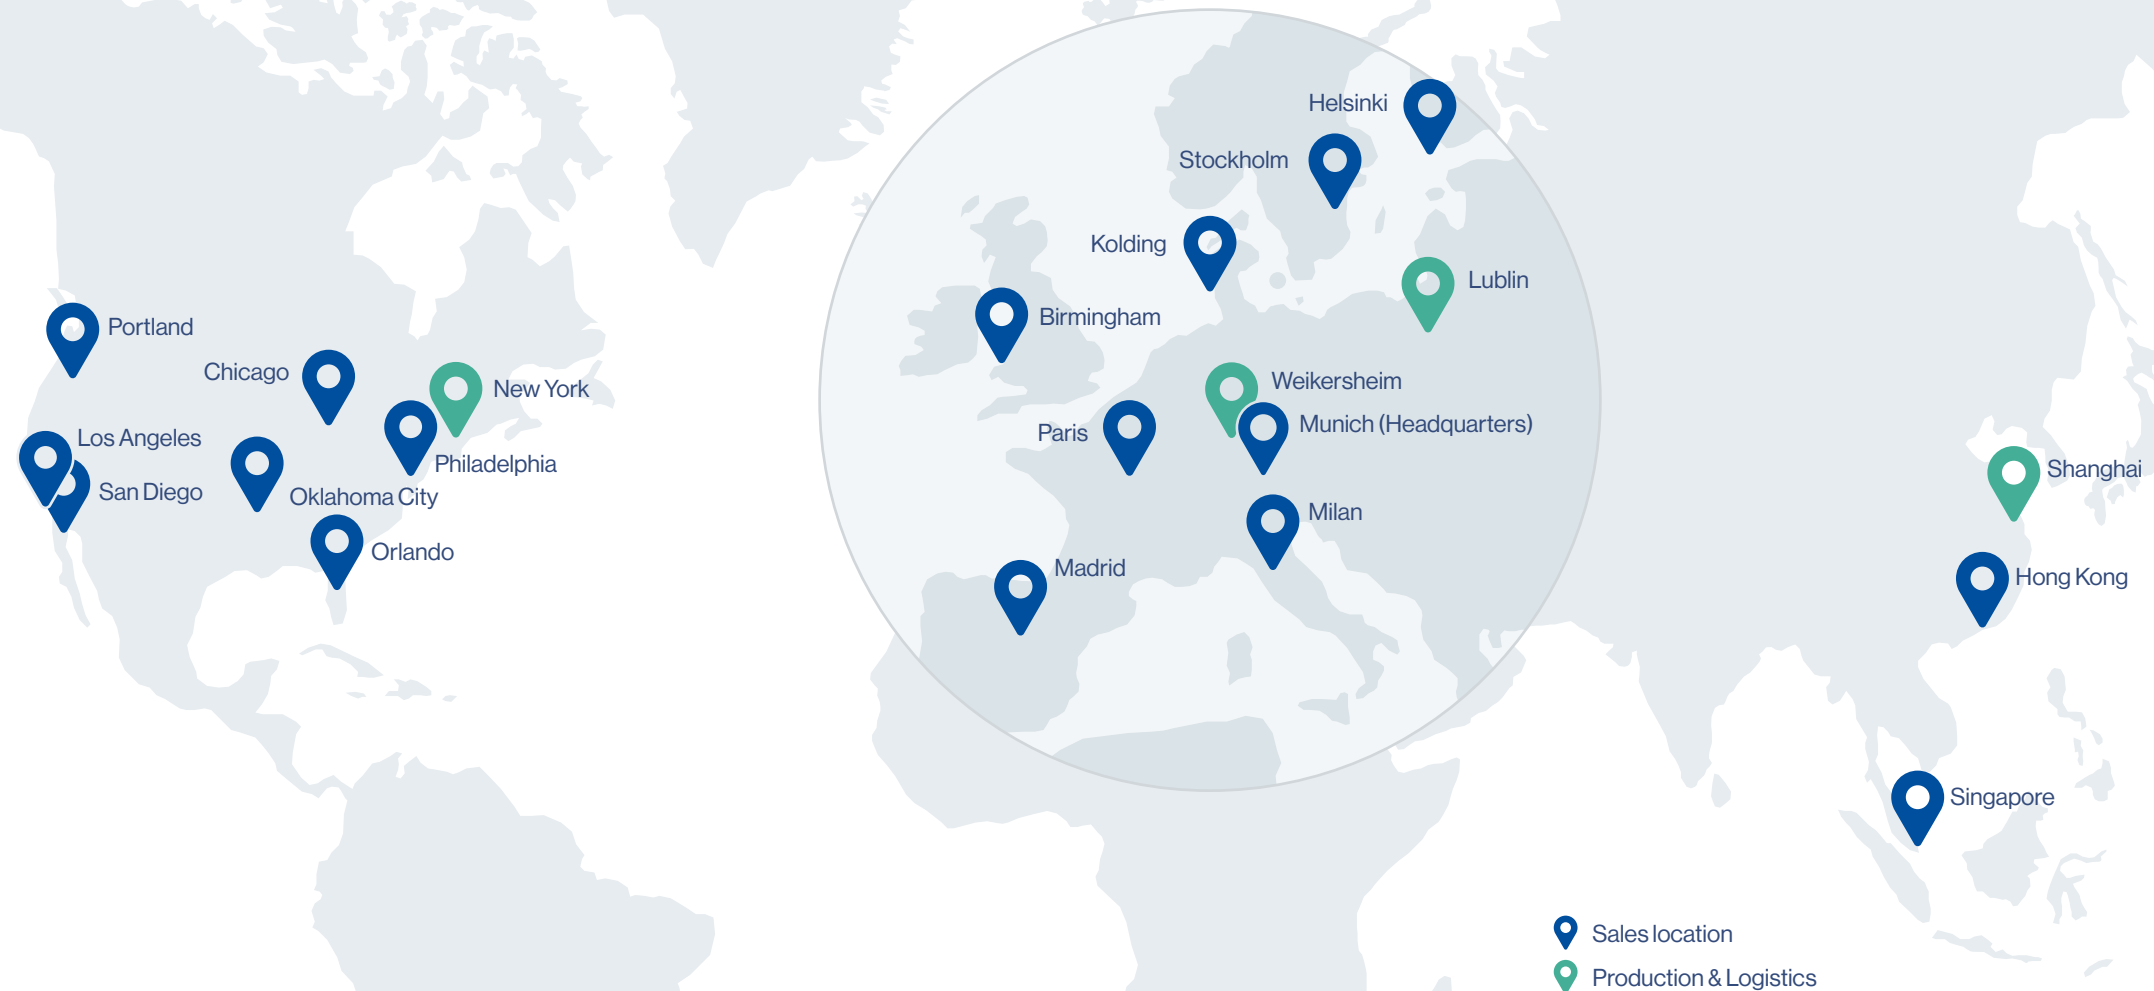 Helsinki
Stockholm
Kolding
Lublin
Birmingham
Portland
Chicago
New York
Weikersheim
Munich (Headquarters)
Paris
Los Angeles
Philadelphia
San Diego
Oklahoma City
Shanghai
Milan
Orlando
Madrid
Hong Kong
Singapore
Sales location
Production & Logistics